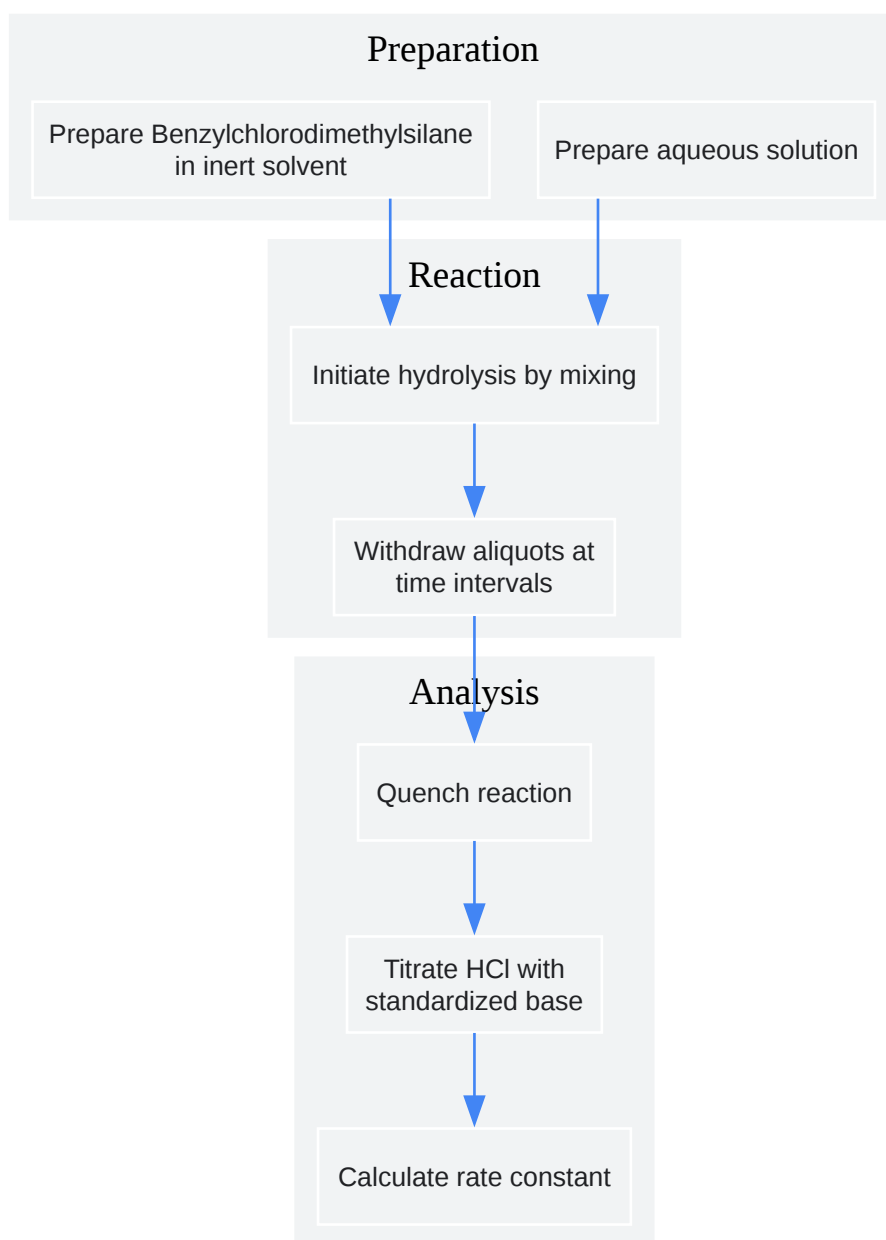 Preparation
Prepare Benzylchlorodimethylsilane
in inert solvent
Prepare aqueous solution
Reaction
Initiate hydrolysis by mixing
Withdraw aliquots at
time intervals
Analysis
Quench reaction
Titrate HCl with
standardized base
Calculate rate constant